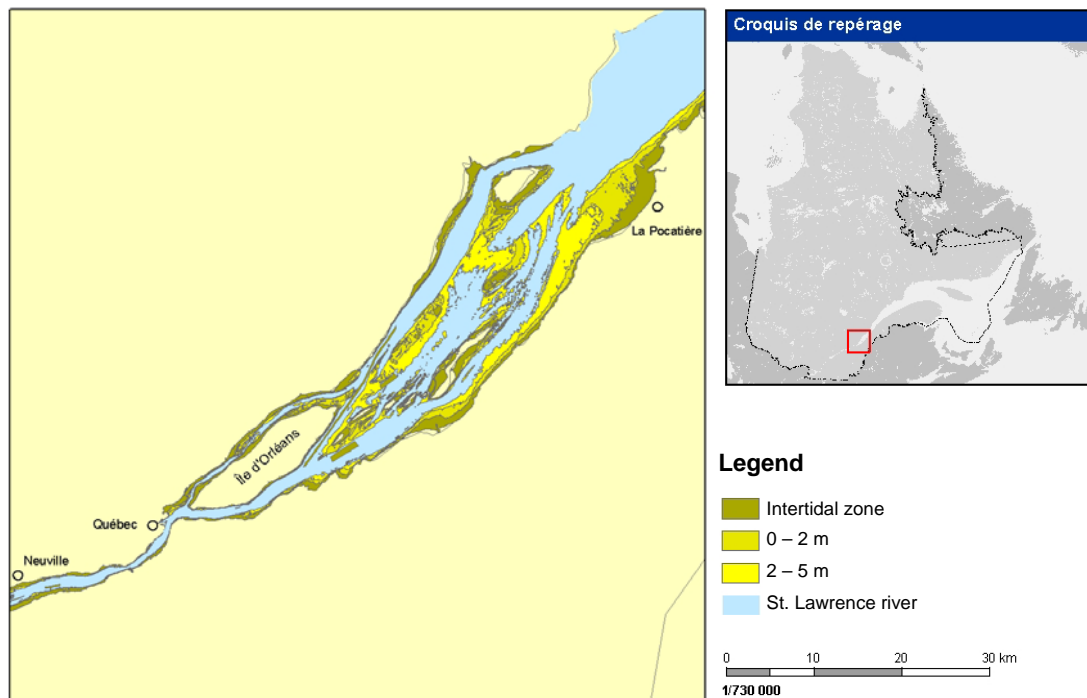 Croquis de repérage
La Pocatière
Île d'Orléans
Québec
Neuville
Legend
Intertidal zone
0 – 2 m
2 – 5 m
St. Lawrence river
0 10 20 30 km
1/730 000